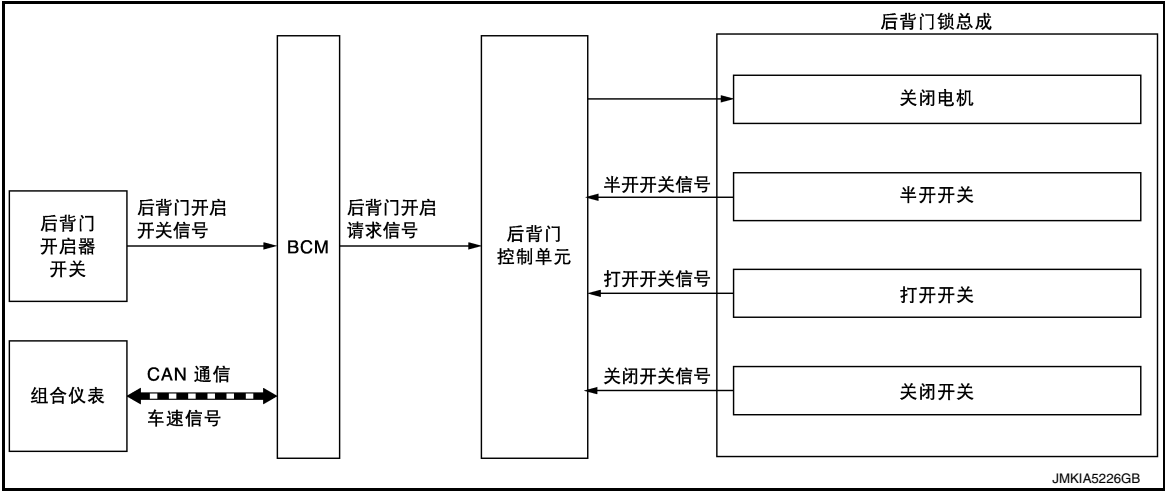 后背门锁总成
关闭电机
半开开关信号
半开开关
后背门
开启器
开关
后背门开启
开关信号
BCM
后背门开启
请求信号
后背门
控制单元
打开开关信号
打开开关
组合仪表
CAN 通信
车速信号
关闭开关信号
关闭开关
JMKIA5226GB